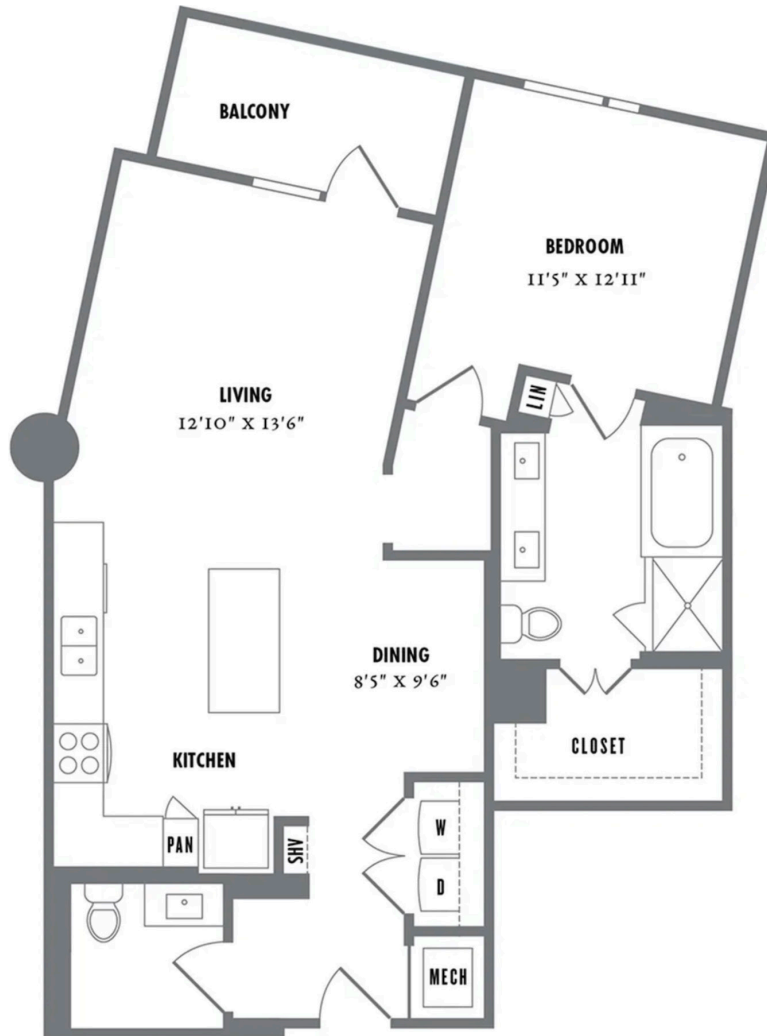 BALCONY
BEDROOM
11'5" X 12'11"
LIN
LIVING
12'10" X 13'6"
DINING
8'5" X 9'6"
CLOSET
KITCHEN
PAN
SHV
W
D
MECH